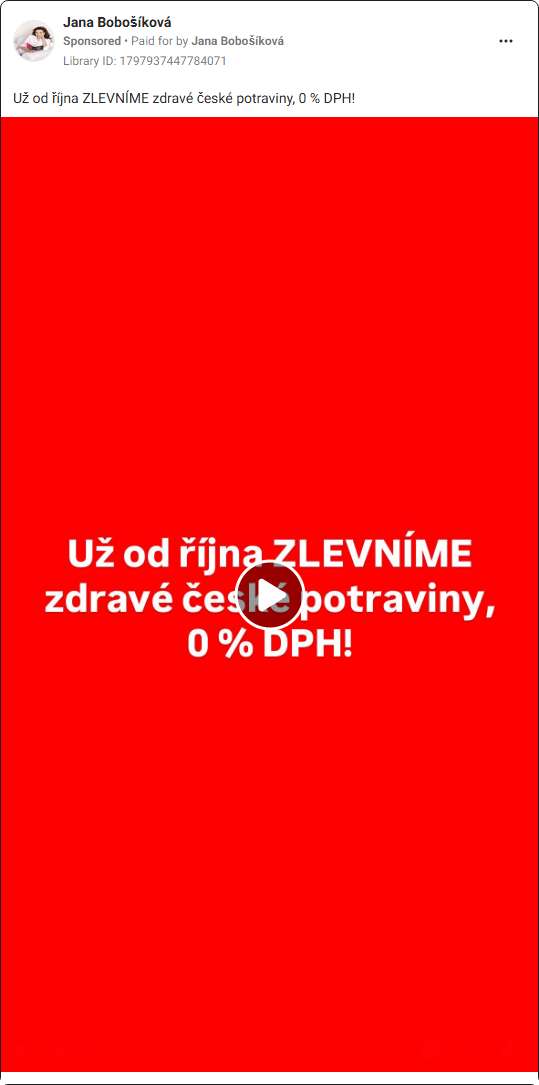 Jana Bobošíková
Sponsored • Paid for by Jana Bobošíková
Library ID: 1797937447784071
Už od října ZLEVNÍME zdravé české potraviny, 0 % DPH!
Už od října ZLEVNÍME
zdravé české potraviny,
0 % DPH!